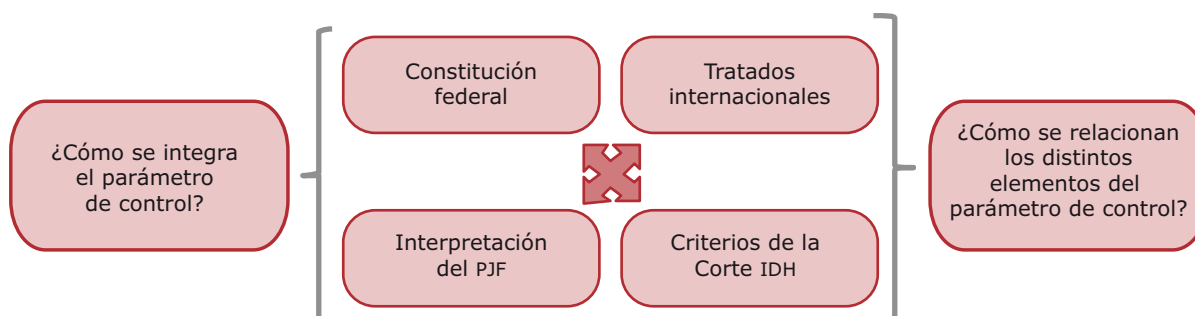 ¿Cómo se integra
el parámetro
de control?
Constitución
federal
Tratados
internacionales
Interpretación
del PJF
Criterios de la
Corte IDH
¿Cómo se relacionan
los distintos
elementos del
parámetro de control?